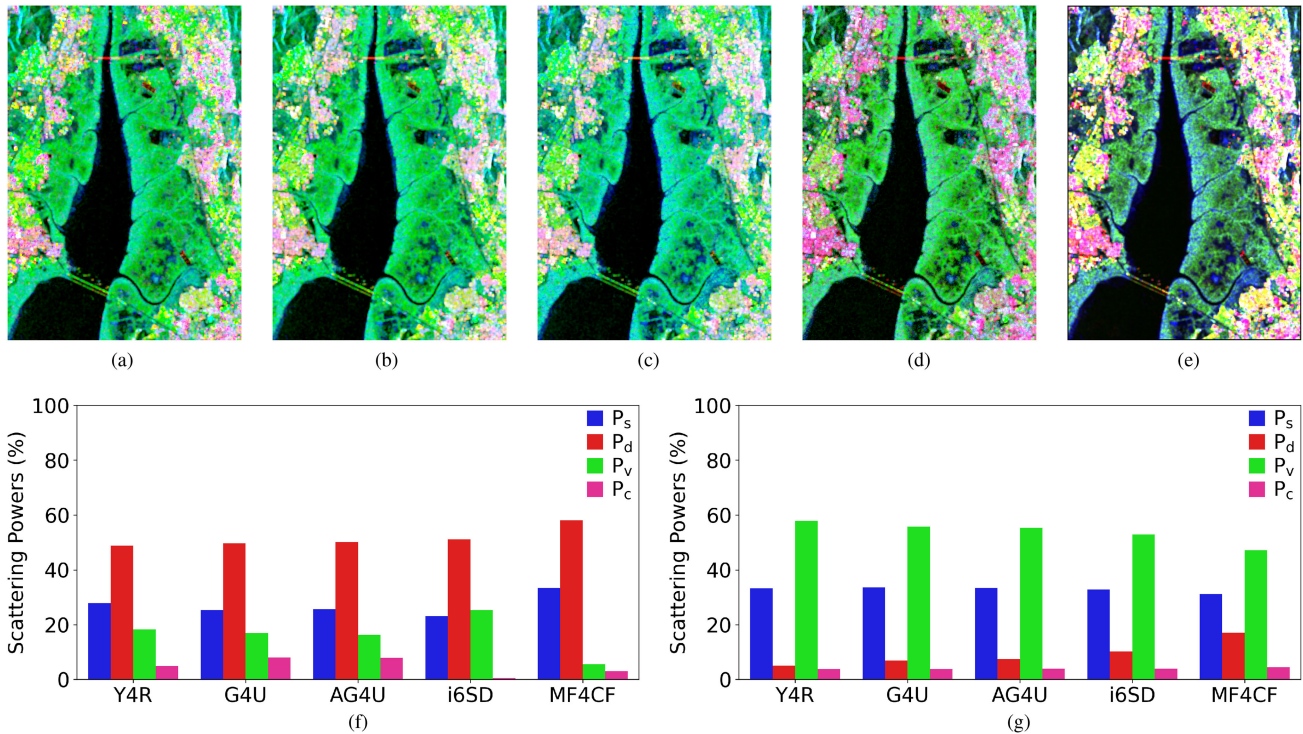 (a) (b) (c) (d) (e)
100
80
60
40
20
0
Scattering Powers (%)
Ps
Pd
Pv
Pc
Y4R G4U AG4U i6SD MF4CF
(f)
100
80
60
40
20
0
Scattering Powers (%)
Ps
Pd
Pv
Pc
Y4R G4U AG4U i6SD MF4CF
(g)